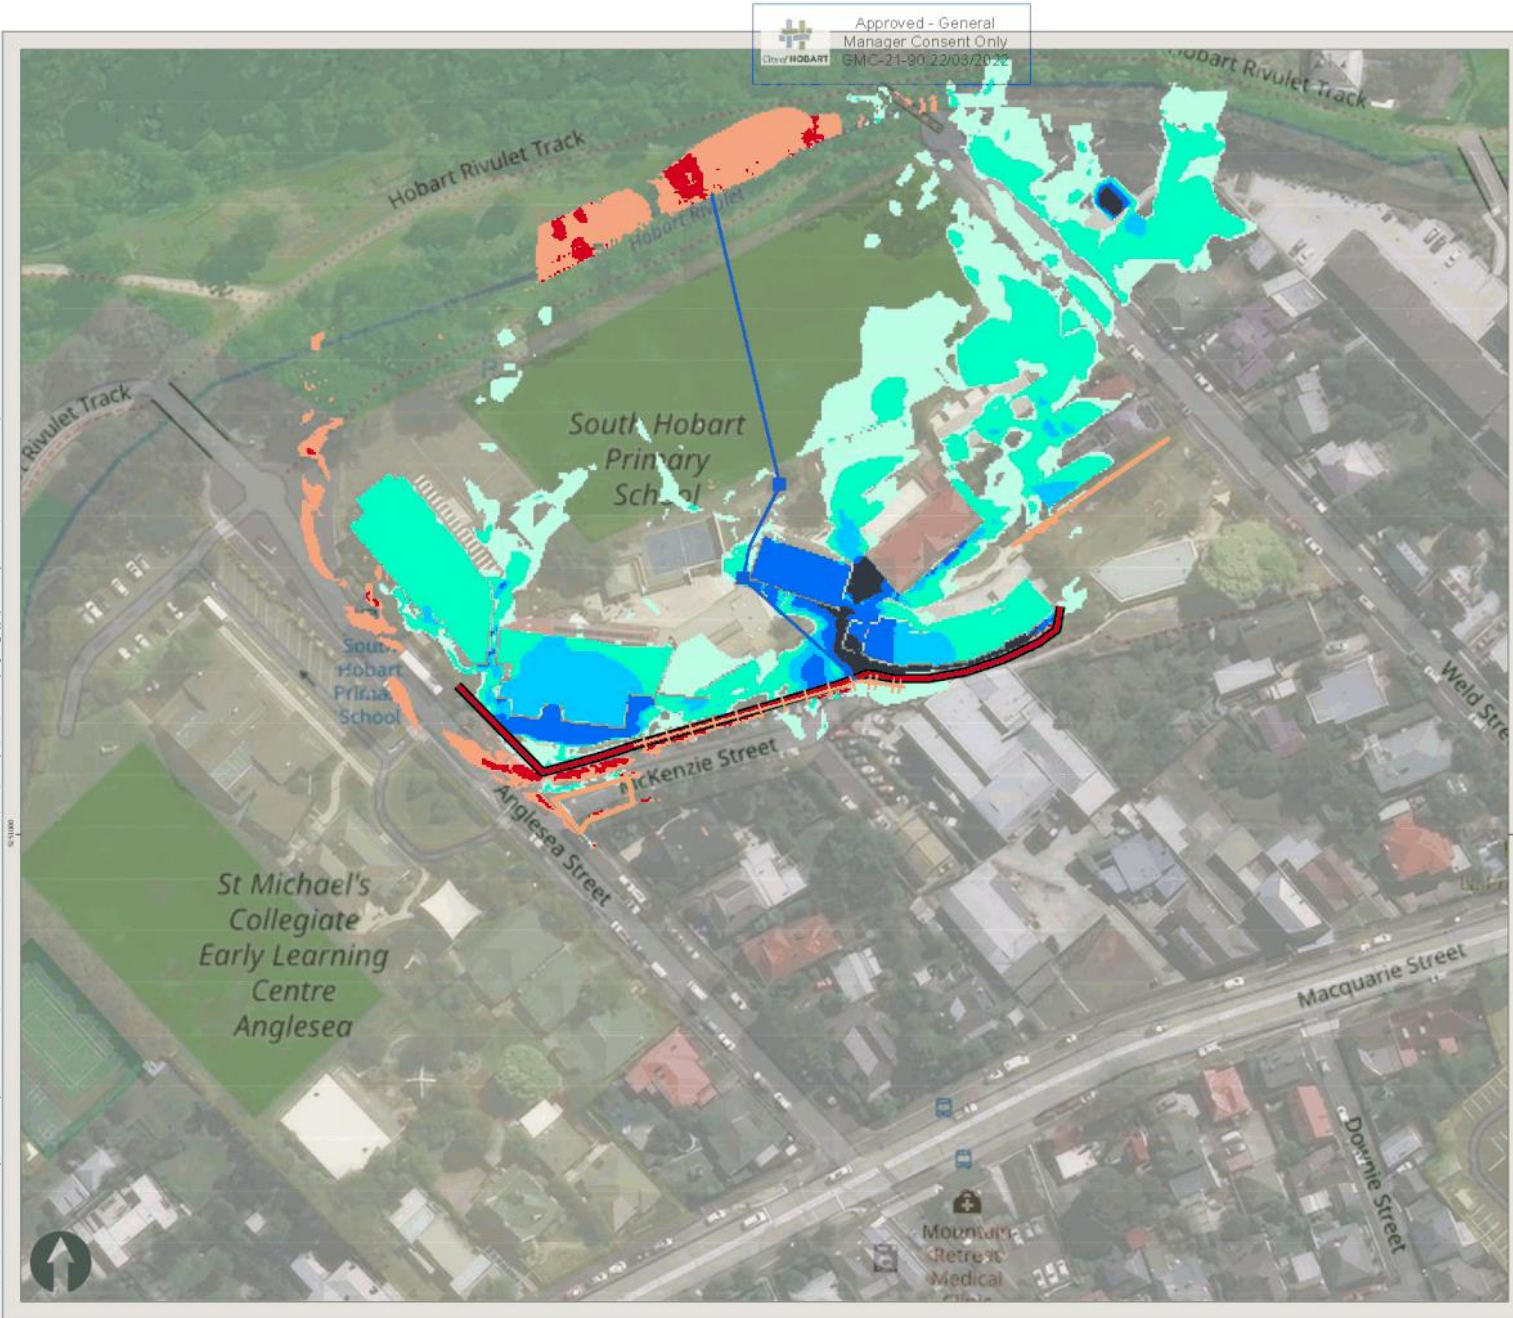 Approved - General
Manager Consent Only
City of HOBART
GMC-21-90 22/03/2022
Hobart Rivulet Track
Hobart Rivulet Track
Hobart Rivulet
t Rivulet Track
South Hobart
Primary
School
South
Hobart
Primary
School
McKenzie Street
Anglesea Street
Weld Stre
St Michael's
Collegiate
Early Learning
Centre
Anglesea
Macquarie Street
Downie Street
Mountain
Retreat
Medical
Clinic